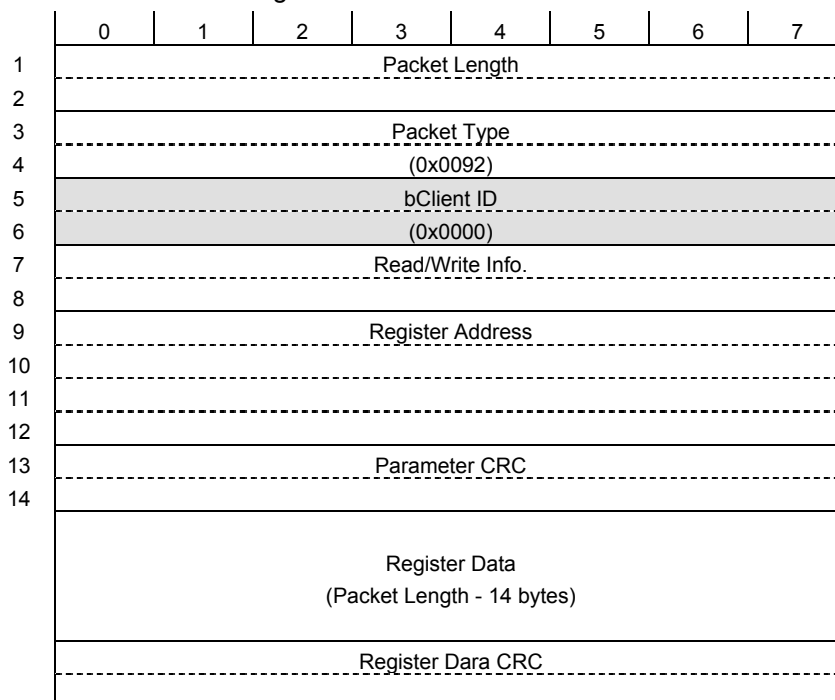 0 1 2 3 4 5 6 7
1 Packet Length
2
3 Packet Type
4 (0x0092)
5 bClient ID
6 (0x0000)
7 Read/Write Info.
8
9 Register Address
10
11
12
13 Parameter CRC
14
Register Data
(Packet Length - 14 bytes)
Register Dara CRC